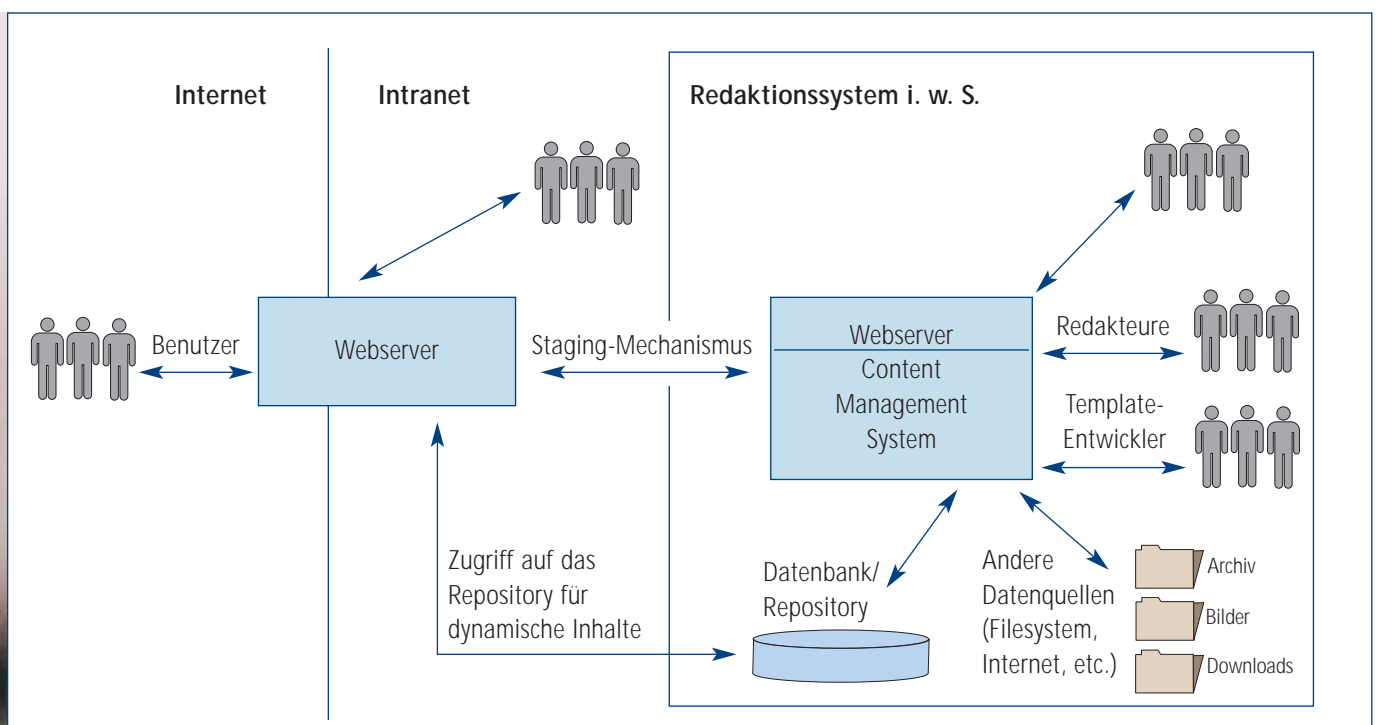 Internet
Intranet
Redaktionssystem i. w. S.
Benutzer
Webserver
Staging-Mechanismus
Webserver
Content
Management
System
Redakteure
Template-
Entwickler
Zugriff auf das
Repository für
dynamische Inhalte
Datenbank/
Repository
Andere
Datenquellen
(Filesystem,
Internet, etc.)
Archiv
Bilder
Downloads